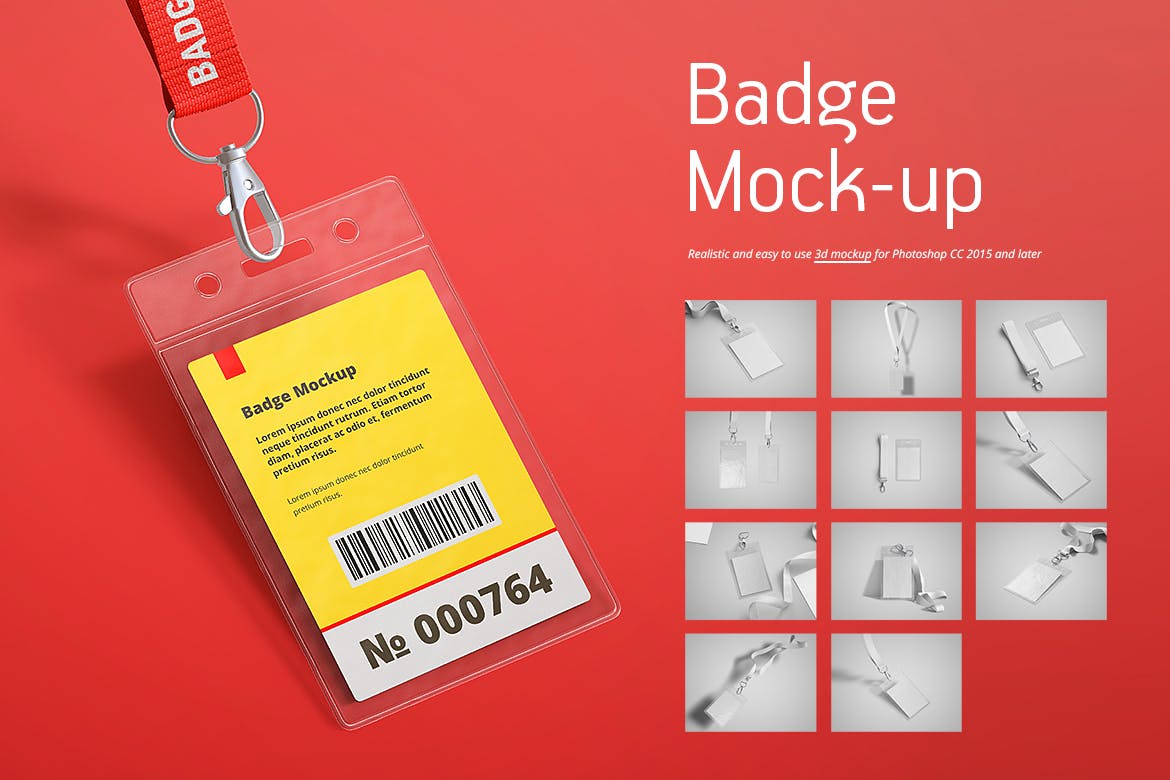 BADG
Badge
Mock-up
Realistic and easy to use 3d mockup for Photoshop CC 2015 and later
Badge Mockup
Lorem ipsum donec nec dolor tincidunt
neque tincidunt rutrum. Etiam tortor
diam, placerat ac odio et, fermentum
pretium risus.
Lorem ipsum donec nec dolor tincidunt
pretium risus.
№ 000764